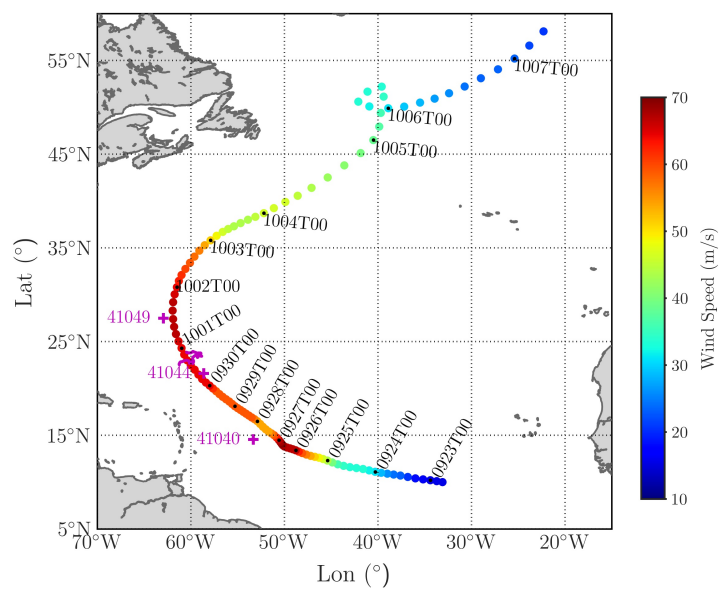 55°N
45°N
35°N
25°N
15°N
5°N
70°W
60°W
50°W
40°W
30°W
20°W
Lat (°)
Lon (°)
1007T00
1006T00
1005T00
1004T00
1003T00
1002T00
1001T00
0930T00
0929T00
0928T00
0927T00
0926T00
0925T00
0924T00
0923T00
41049
41044
41040
70
60
50
40
30
20
10
Wind Speed (m/s)